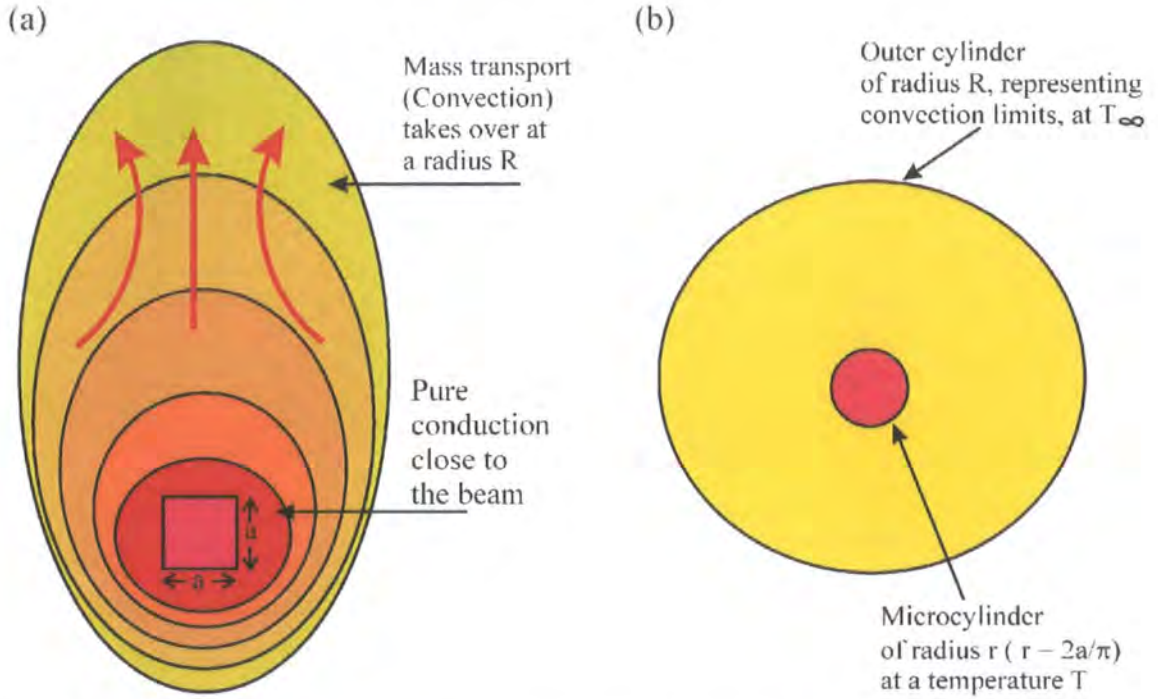 (a)
Mass transport
(Convection)
takes over at
a radius R
Pure
conduction
close to
the beam
a
a
(b)
Outer cylinder
of radius R, representing
convection limits, at T∞
Microcylinder
of radius r ( r – 2a/π)
at a temperature T